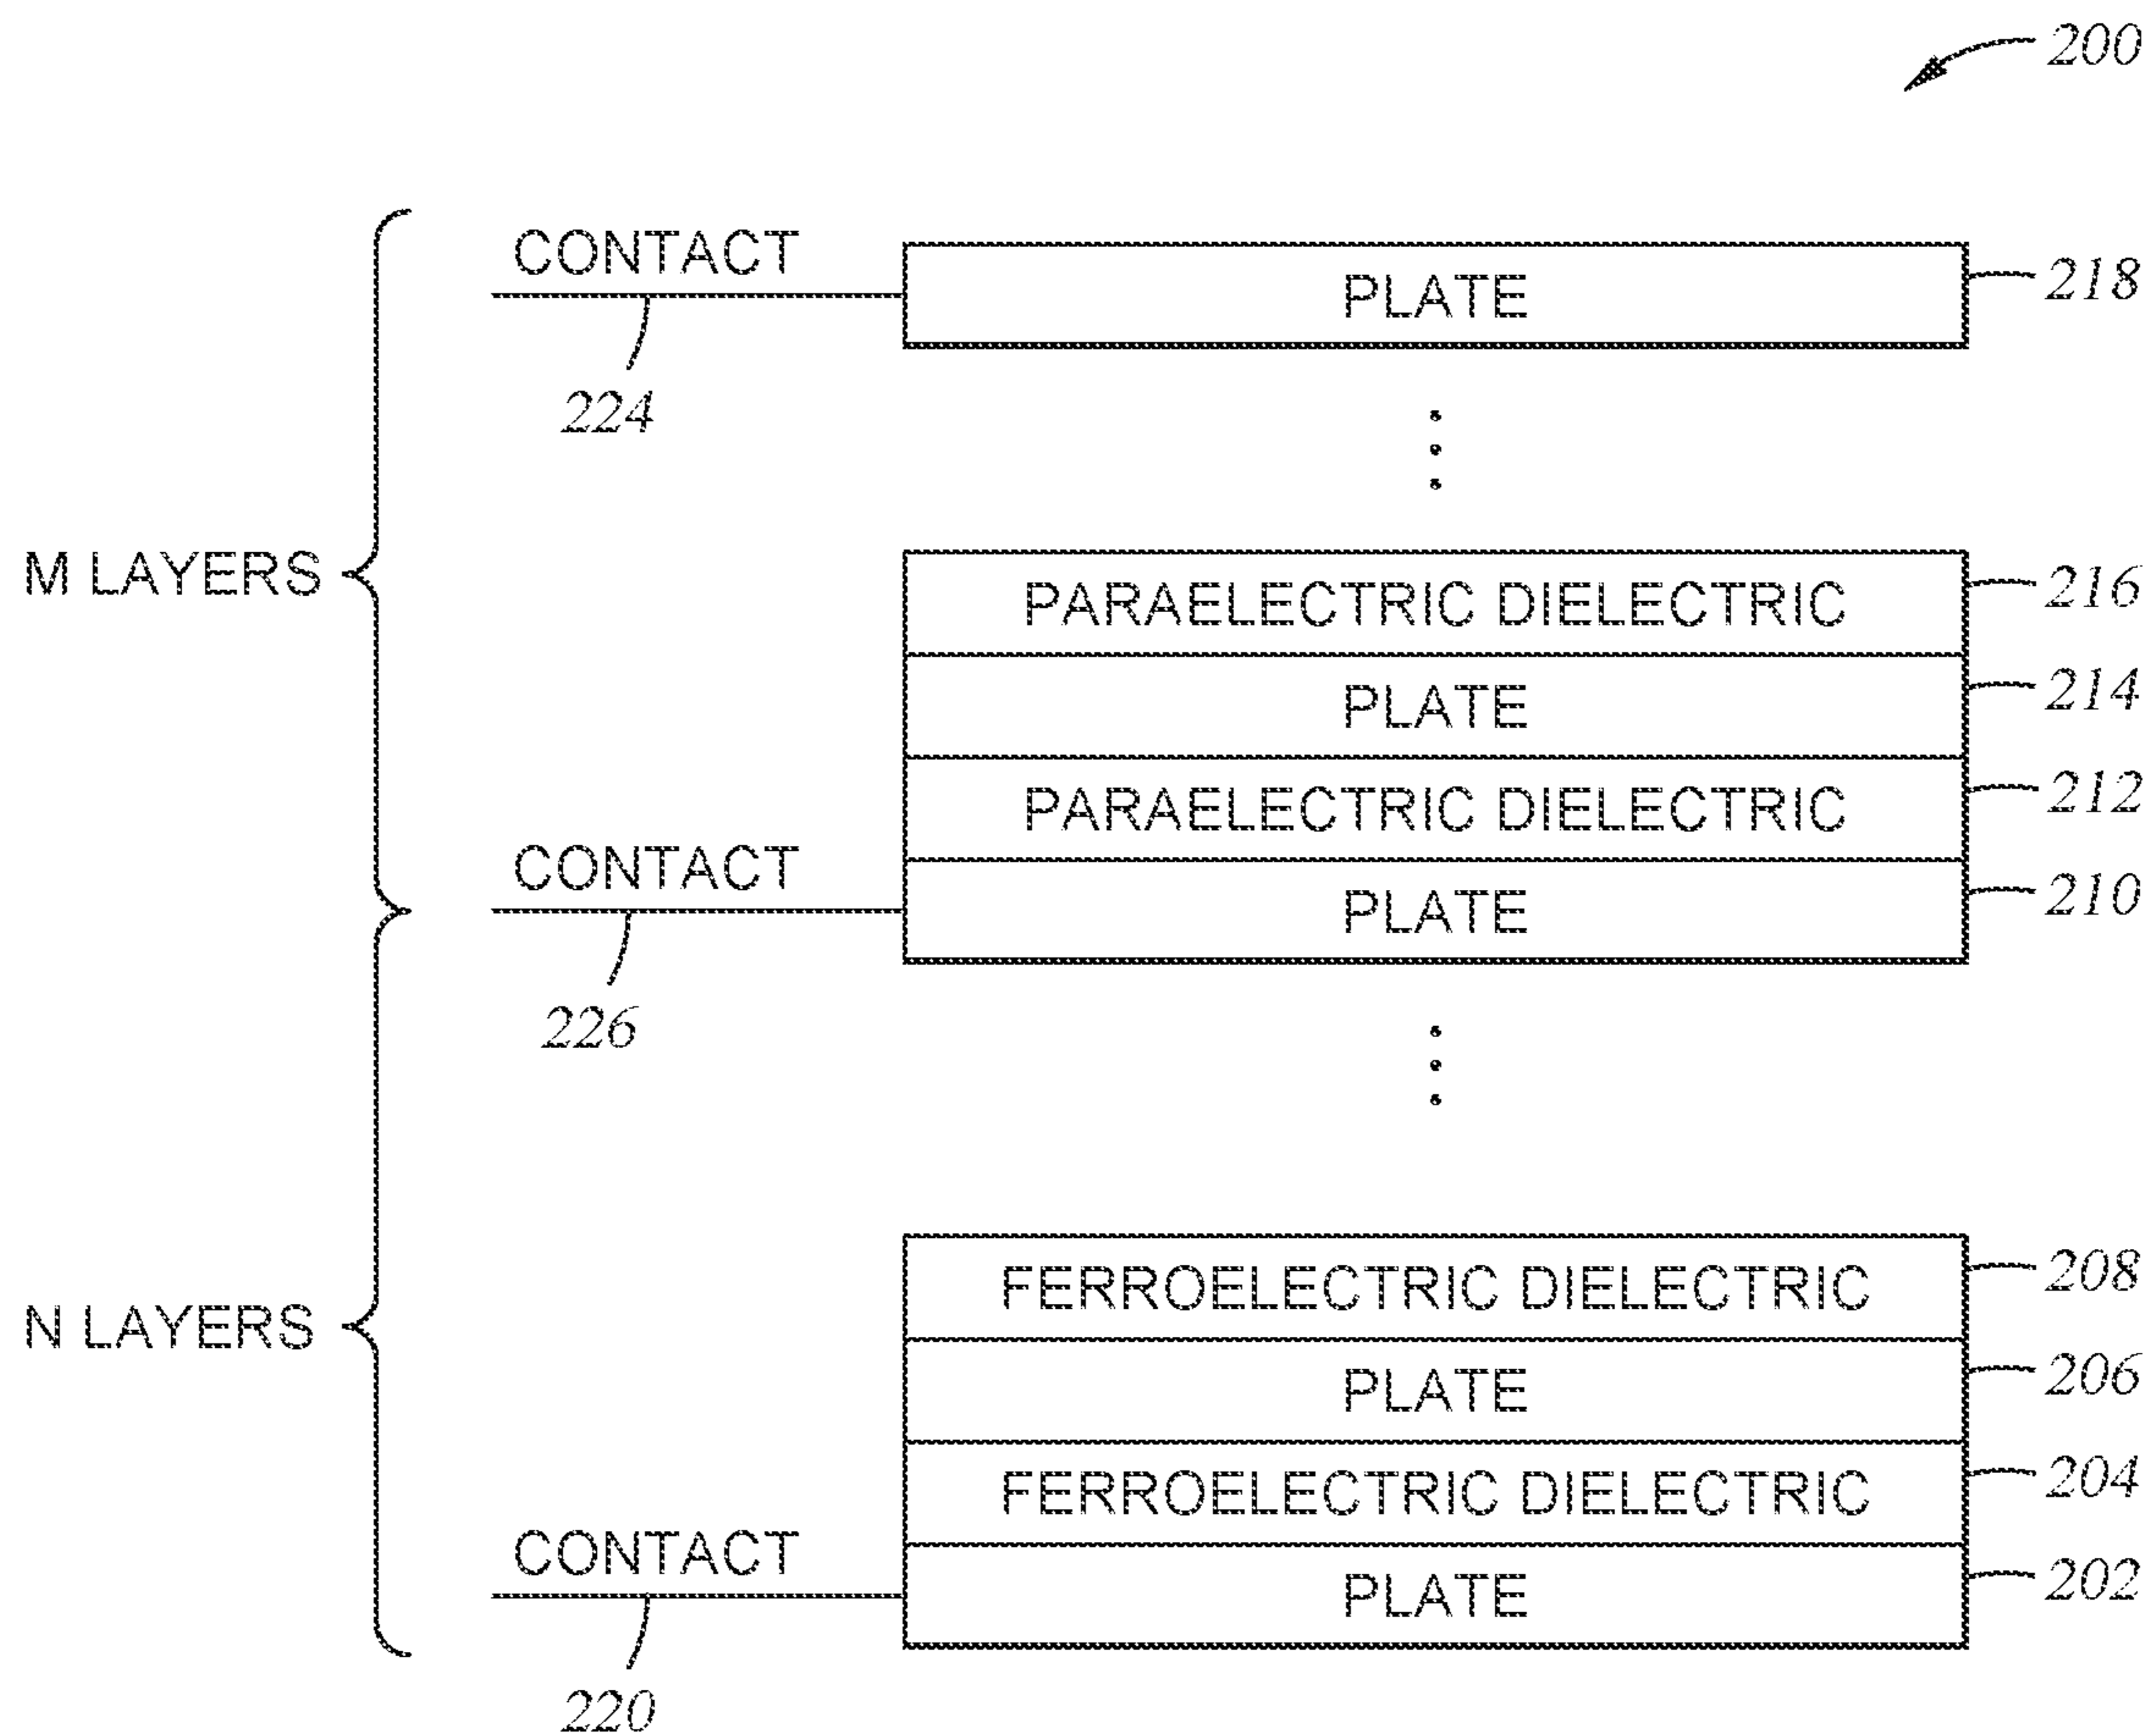 200
CONTACT
PLATE
218
224
M LAYERS
PARAELECTRIC DIELECTRIC
216
PLATE
214
PARAELECTRIC DIELECTRIC
212
CONTACT
PLATE
210
226
FERROELECTRIC DIELECTRIC
208
N LAYERS
PLATE
206
FERROELECTRIC DIELECTRIC
204
CONTACT
PLATE
202
220